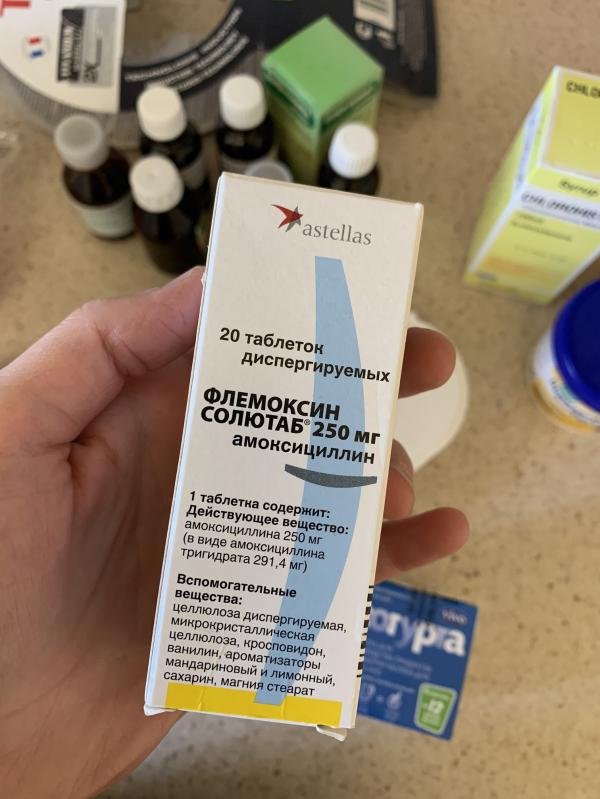 astellas
20 таблеток
диспергируемых
ФЛЕМОКСИН
СОЛЮТАБ® 250 мг
амоксициллин
1 таблетка содержит:
Действующее вещество:
амоксициллина 250 мг
(в виде амоксициллина
тригидрата 291,4 мг)
Вспомогательные
вещества:
целлюлоза диспергируемая,
микрокристаллическая
целлюлоза, кросповидон,
ванилин, ароматизаторы
мандариновый и лимонный,
сахарин, магния стеарат